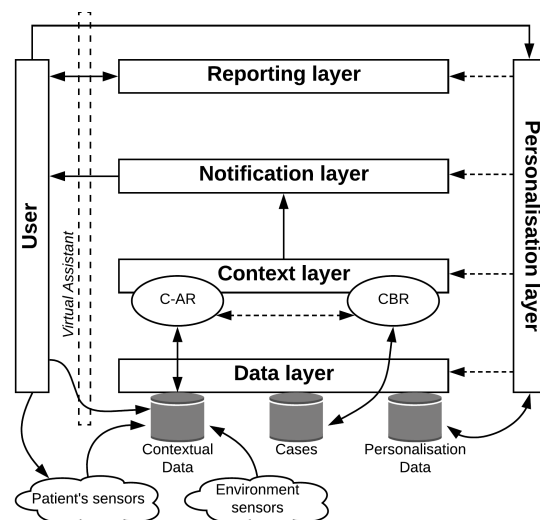 Reporting layer
Notification layer
User
Personalisation layer
Virtual Assistant
Context layer
C-AR
CBR
Data layer
Contextual
Data
Cases
Personalisation
Data
Patient's sensors
Environment
sensors